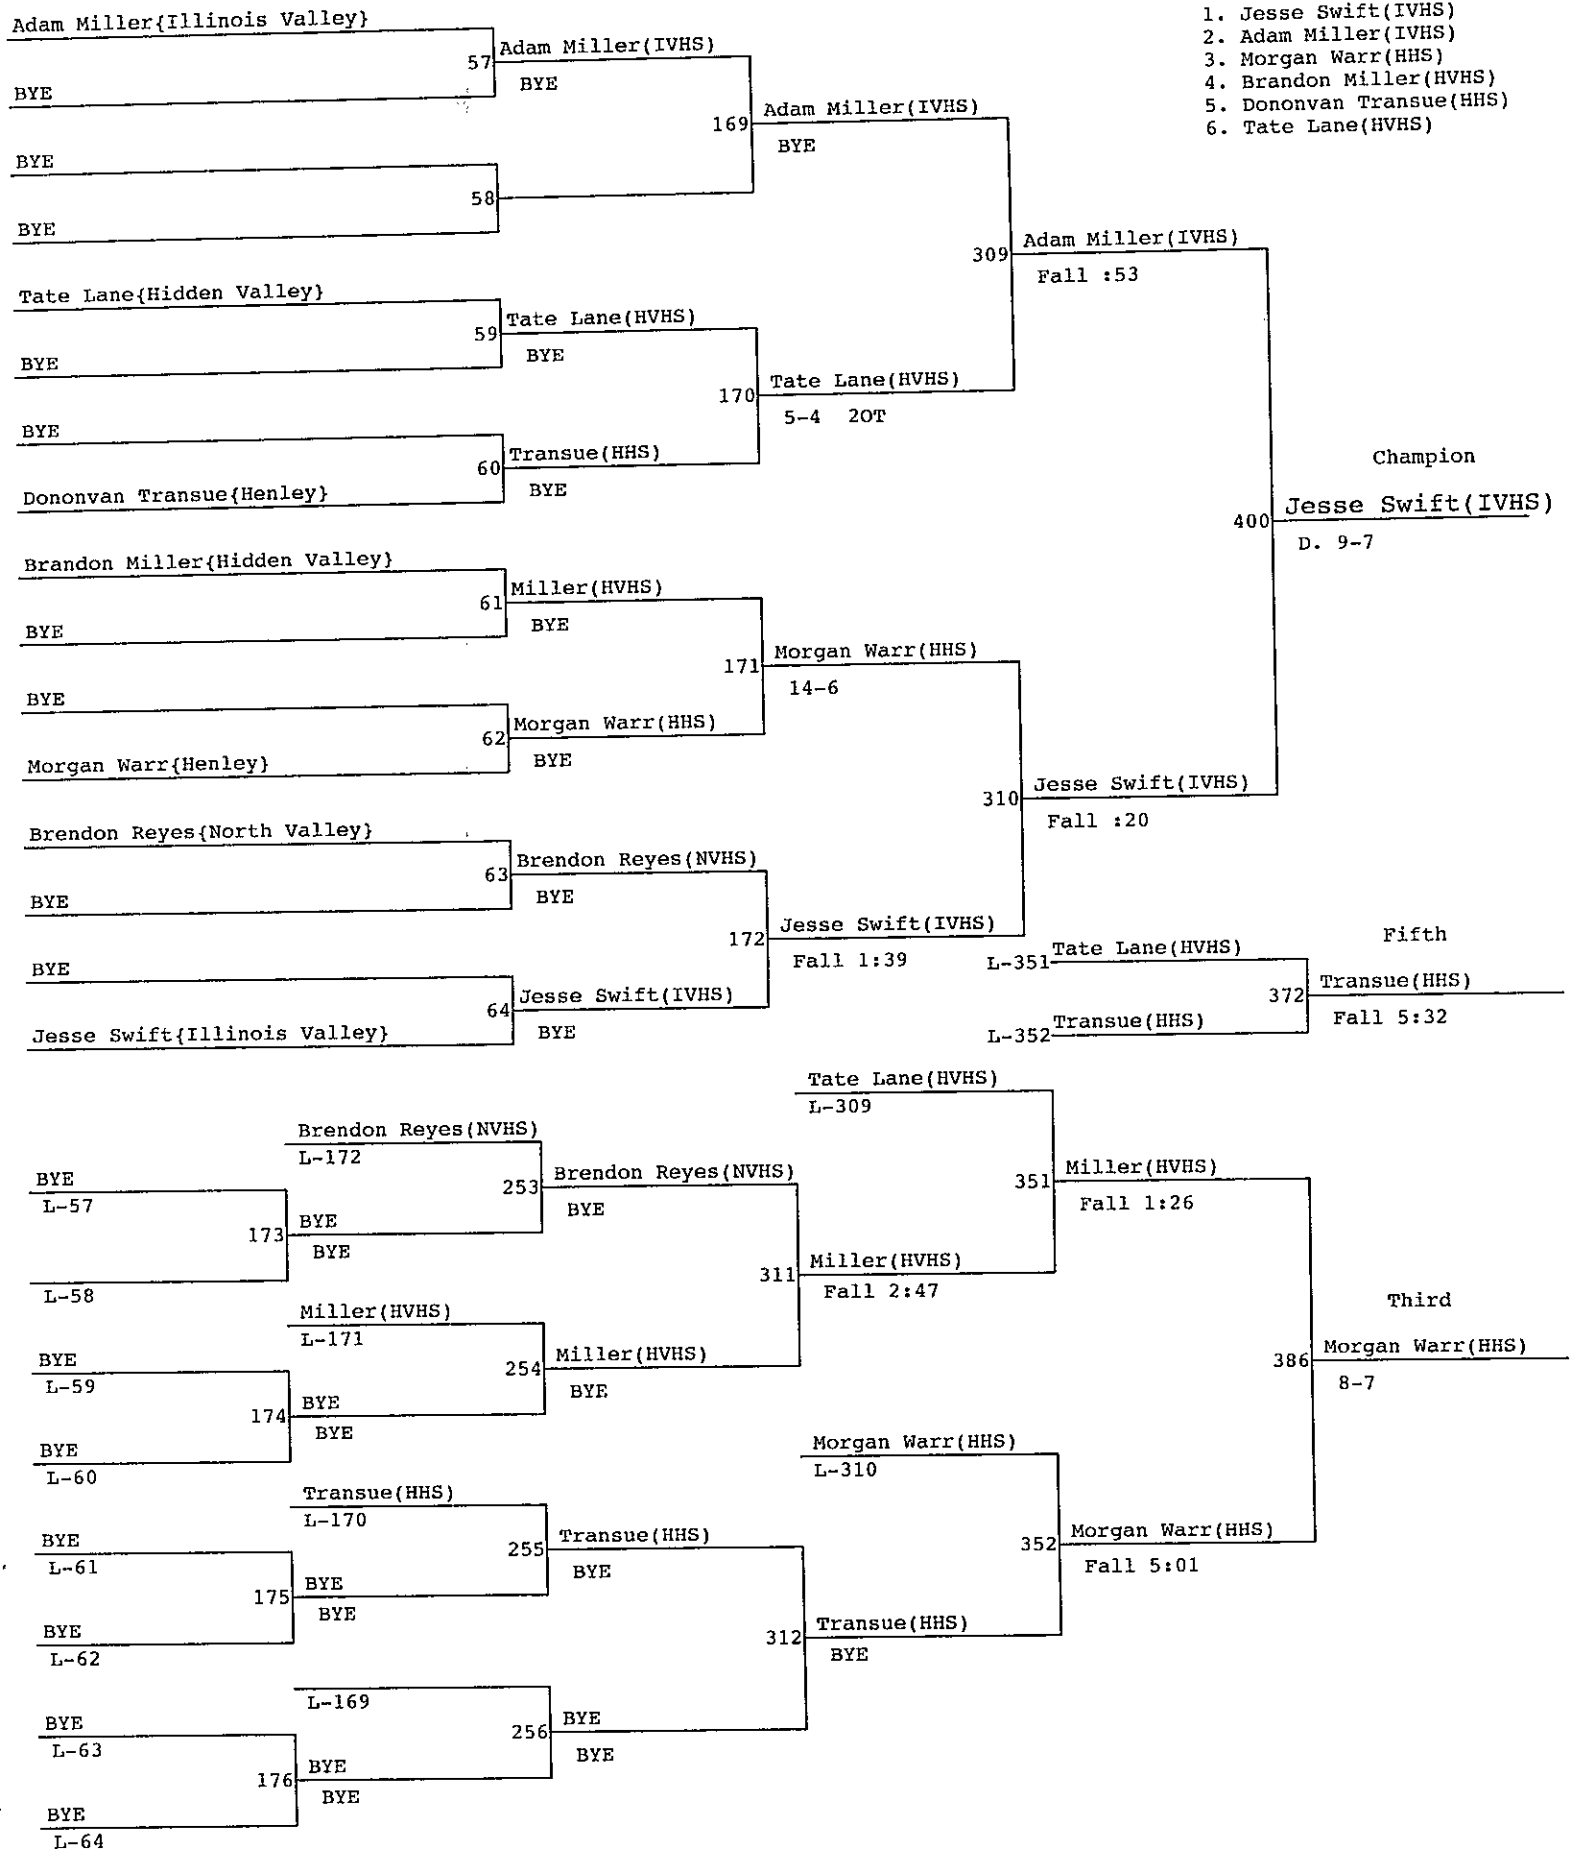 1. Jesse Swift(IVHS)
2. Adam Miller(IVHS)
3. Morgan Warr(HHS)
4. Brandon Miller(HVHS)
5. Dononvan Transue(HHS)
6. Tate Lane(HVHS)
Adam Miller{Illinois Valley}
57
Adam Miller(IVHS)
BYE
BYE
169
Adam Miller(IVHS)
BYE
BYE
58
BYE
309
Adam Miller(IVHS)
Fall :53
Tate Lane{Hidden Valley}
59
Tate Lane(HVHS)
BYE
BYE
170
Tate Lane(HVHS)
5-4 2OT
BYE
60
Transue(HHS)
BYE
Dononvan Transue{Henley}
Champion
400
Jesse Swift(IVHS)
D. 9-7
Brandon Miller{Hidden Valley}
61
Miller(HVHS)
BYE
BYE
171
Morgan Warr(HHS)
14-6
BYE
62
Morgan Warr(HHS)
BYE
Morgan Warr{Henley}
310
Jesse Swift(IVHS)
Fall :20
Brendon Reyes{North Valley}
63
Brendon Reyes(NVHS)
BYE
BYE
172
Jesse Swift(IVHS)
Fall 1:39
BYE
64
Jesse Swift(IVHS)
BYE
Jesse Swift{Illinois Valley}
Fifth
L-351
Tate Lane(HVHS)
372
Transue(HHS)
Fall 5:32
L-352
Transue(HHS)
Tate Lane(HVHS)
L-309
Brendon Reyes(NVHS)
L-172
BYE
L-57
253
Brendon Reyes(NVHS)
BYE
351
Miller(HVHS)
Fall 1:26
173
BYE
BYE
L-58
311
Miller(HVHS)
Fall 2:47
Miller(HVHS)
L-171
BYE
L-59
254
Miller(HVHS)
BYE
174
BYE
BYE
BYE
L-60
Third
386
Morgan Warr(HHS)
8-7
Morgan Warr(HHS)
L-310
Transue(HHS)
L-170
BYE
L-61
255
Transue(HHS)
BYE
352
Morgan Warr(HHS)
Fall 5:01
175
BYE
BYE
BYE
L-62
312
Transue(HHS)
BYE
L-169
BYE
L-63
256
BYE
BYE
176
BYE
BYE
BYE
L-64